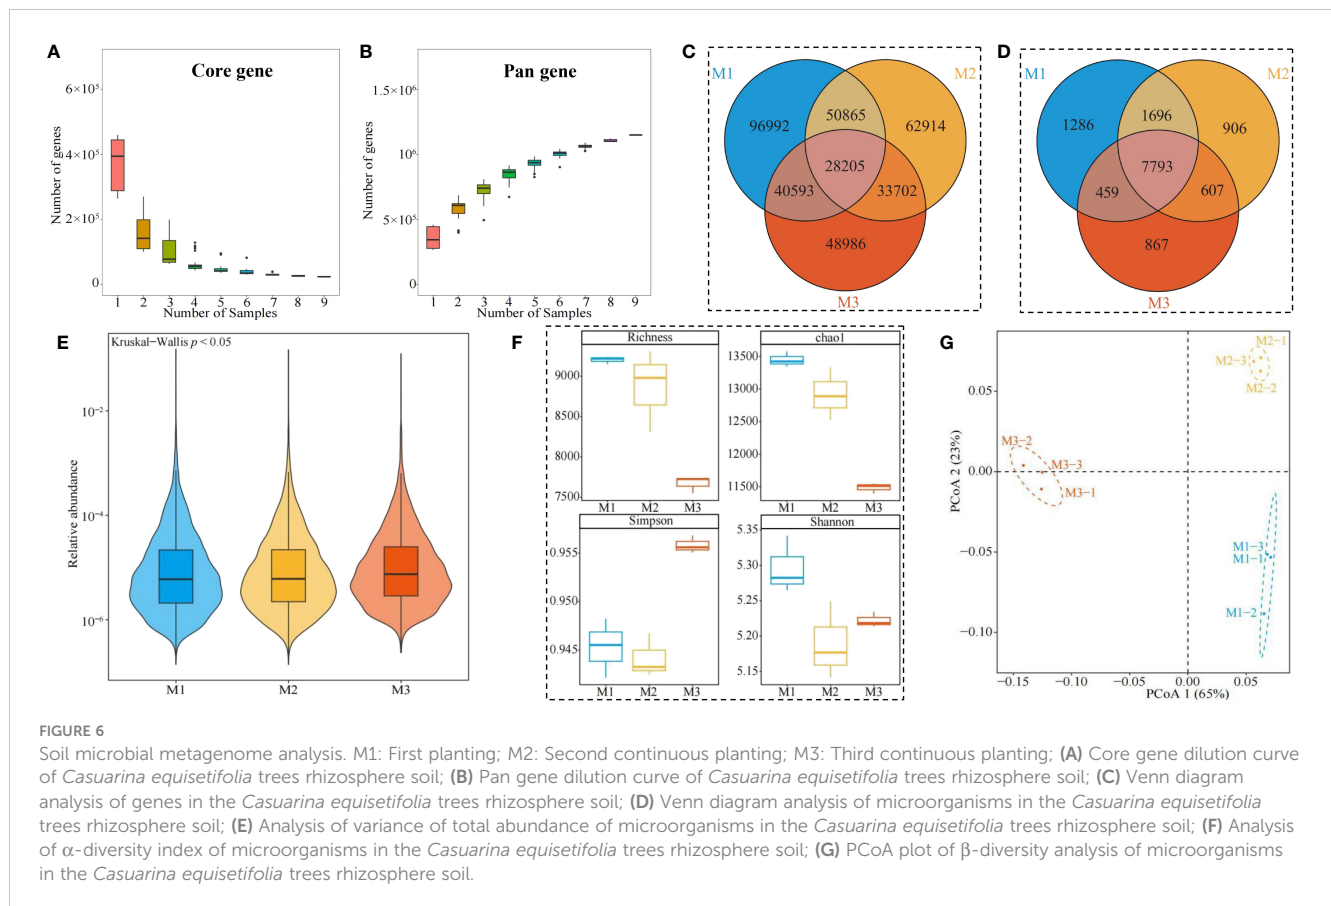 A
Core gene
Number of genes
6×10⁵
4×10⁵
2×10⁵
0
1 2 3 4 5 6 7 8 9
Number of Samples
B
Pan gene
Number of genes
1.5×10⁶
10⁶
5×10⁵
0
1 2 3 4 5 6 7 8 9
Number of Samples
C
M1
M2
96992
50865
62914
28205
40593
33702
48986
M3
D
M1
M2
1286
1696
906
7793
459
607
867
M3
E
Kruskal−Wallis p < 0.05
Relative abundance
10⁻²
10⁻⁴
10⁻⁶
M1 M2 M3
F
Richness
9000
8500
8000
7500
M1 M2 M3
chao1
13500
13000
12500
12000
11500
M1 M2 M3
Simpson
0.955
0.950
0.945
M1 M2 M3
Shannon
5.35
5.30
5.25
5.20
5.15
M1 M2 M3
G
PCoA 2 (23%)
0.05
0.00
−0.05
−0.10
M2−1
M2−3
M2−2
M3−2
M3−3
M3−1
M1−3
M1−1
M1−2
−0.15 −0.10 −0.05 0.00 0.05
PCoA 1 (65%)
FIGURE 6
Soil microbial metagenome analysis. M1: First planting; M2: Second continuous planting; M3: Third continuous planting; (A) Core gene dilution curve
of Casuarina equisetifolia trees rhizosphere soil; (B) Pan gene dilution curve of Casuarina equisetifolia trees rhizosphere soil; (C) Venn diagram
analysis of genes in the Casuarina equisetifolia trees rhizosphere soil; (D) Venn diagram analysis of microorganisms in the Casuarina equisetifolia
trees rhizosphere soil; (E) Analysis of variance of total abundance of microorganisms in the Casuarina equisetifolia trees rhizosphere soil; (F) Analysis
of α-diversity index of microorganisms in the Casuarina equisetifolia trees rhizosphere soil; (G) PCoA plot of β-diversity analysis of microorganisms
in the Casuarina equisetifolia trees rhizosphere soil.